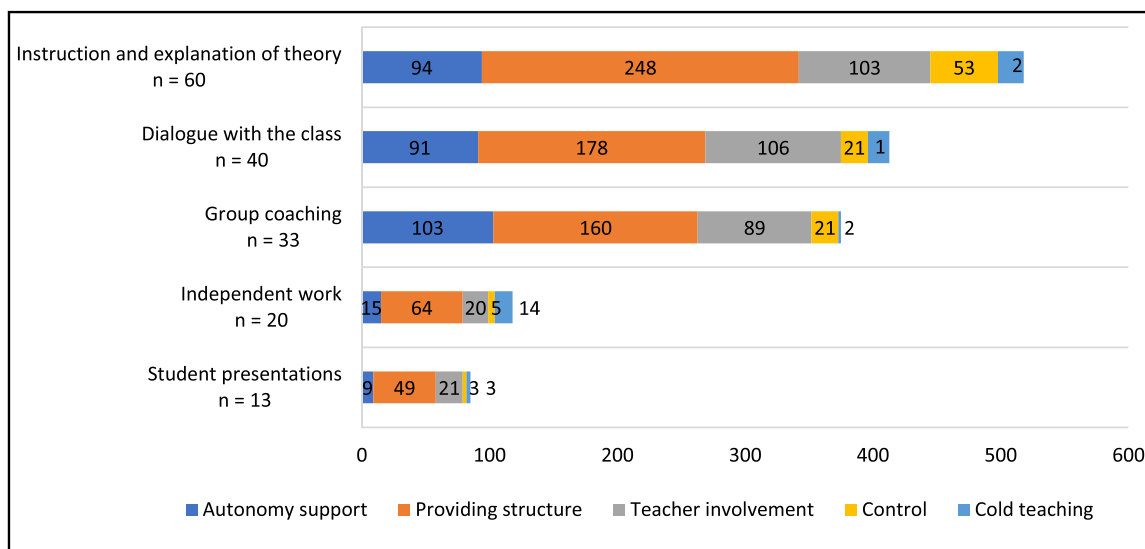 Instruction and explanation of theory
n = 60
94 248 103 53 2
Dialogue with the class
n = 40
91 178 106 21 1
Group coaching
n = 33
103 160 89 21 2
Independent work
n = 20
15 64 20 5 14
Student presentations
n = 13
9 49 21 3 3
0 100 200 300 400 500 600
Autonomy support Providing structure Teacher involvement Control Cold teaching